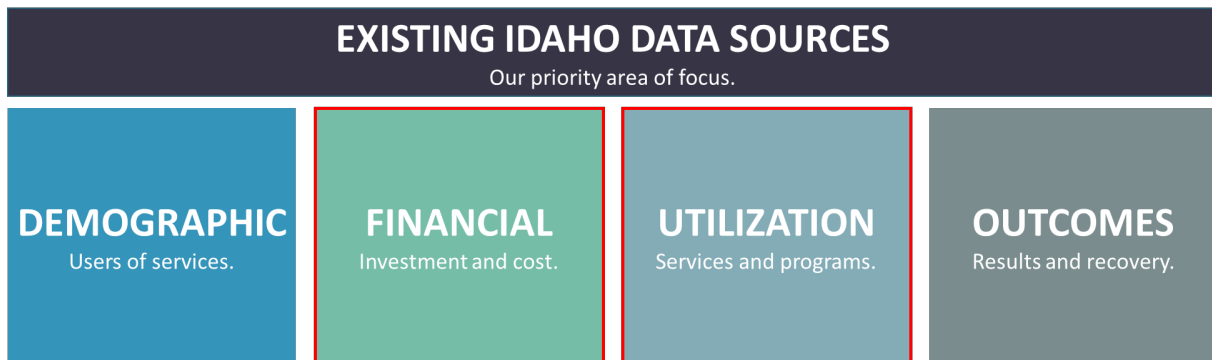 EXISTING IDAHO DATA SOURCES
Our priority area of focus.
DEMOGRAPHIC
Users of services.
FINANCIAL
Investment and cost.
UTILIZATION
Services and programs.
OUTCOMES
Results and recovery.